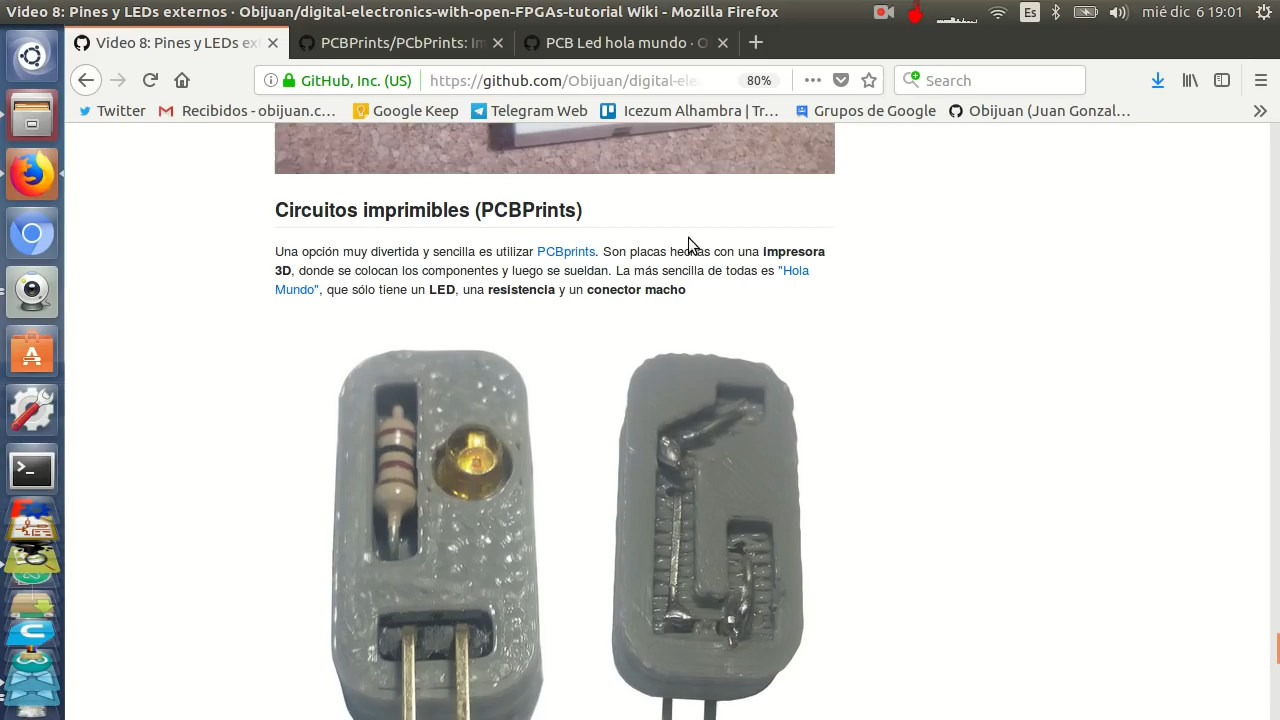 Video 8: Pines y LEDs externos · Obijuan/digital-electronics-with-open-FPGAs-tutorial Wiki - Mozilla Firefox
Es
mié dic 6 19:01
Video 8: Pines y LEDs ex
PCBPrints/PCbPrints: Im
PCB Led hola mundo · O
GitHub, Inc. (US)
https://github.com/Obijuan/digital-ele
80%
Search
Twitter
Recibidos - obijuan.c...
Google Keep
Telegram Web
Icezum Alhambra | Tr...
Grupos de Google
Obijuan (Juan Gonzal...
Circuitos imprimibles (PCBPrints)
Una opción muy divertida y sencilla es utilizar PCBprints. Son placas hechas con una impresora
3D, donde se colocan los componentes y luego se sueldan. La más sencilla de todas es "Hola
Mundo", que sólo tiene un LED, una resistencia y un conector macho